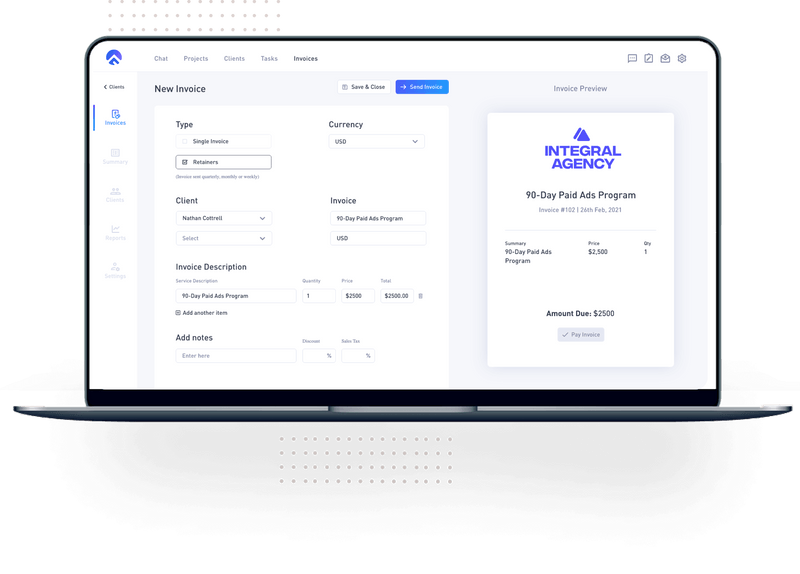 Chat Projects Clients Tasks Invoices
Clients
New Invoice
Save & Close
Send Invoice
Invoice Preview
Invoices
Summary
Clients
Reports
Settings
Type
Single Invoice
Retainers
(Invoice sent quaterly, monthly or weekly)
Currency
USD
Client
Nathan Cottrell
Select
Invoice
90-Day Paid Ads Program
USD
Invoice Description
Service Description Quantity Price Total
90-Day Paid Ads Program 1 $2500 $2500.00
Add another item
Add notes Discount Sales Tax
Enter here % %
INTEGRAL
AGENCY
90-Day Paid Ads Program
Invoice #102 | 26th Feb, 2021
Summary Price Qty
90-Day Paid Ads $2,500 1
Program
Amount Due: $2500
Pay Invoice